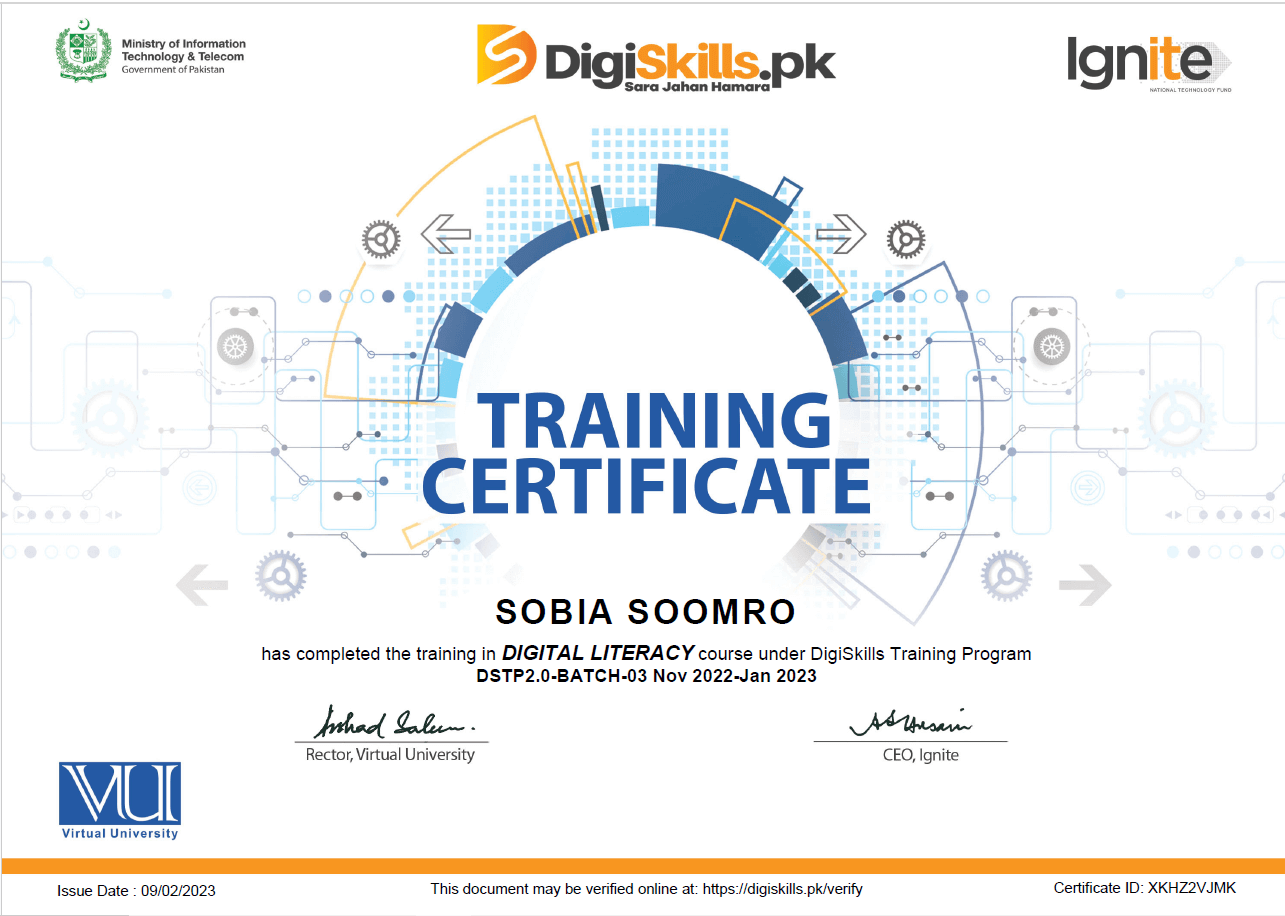 Ministry of Information
Technology & Telecom
Government of Pakistan
DigiSkills.pk
Sara Jahan Hamara
Ignite
NATIONAL TECHNOLOGY FUND
TRAINING
CERTIFICATE
SOBIA SOOMRO
has completed the training in DIGITAL LITERACY course under DigiSkills Training Program
DSTP2.0-BATCH-03 Nov 2022-Jan 2023
Rector, Virtual University
CEO, Ignite
VU
Virtual University
Issue Date : 09/02/2023
This document may be verified online at: https://digiskills.pk/verify
Certificate ID: XKHZ2VJMK